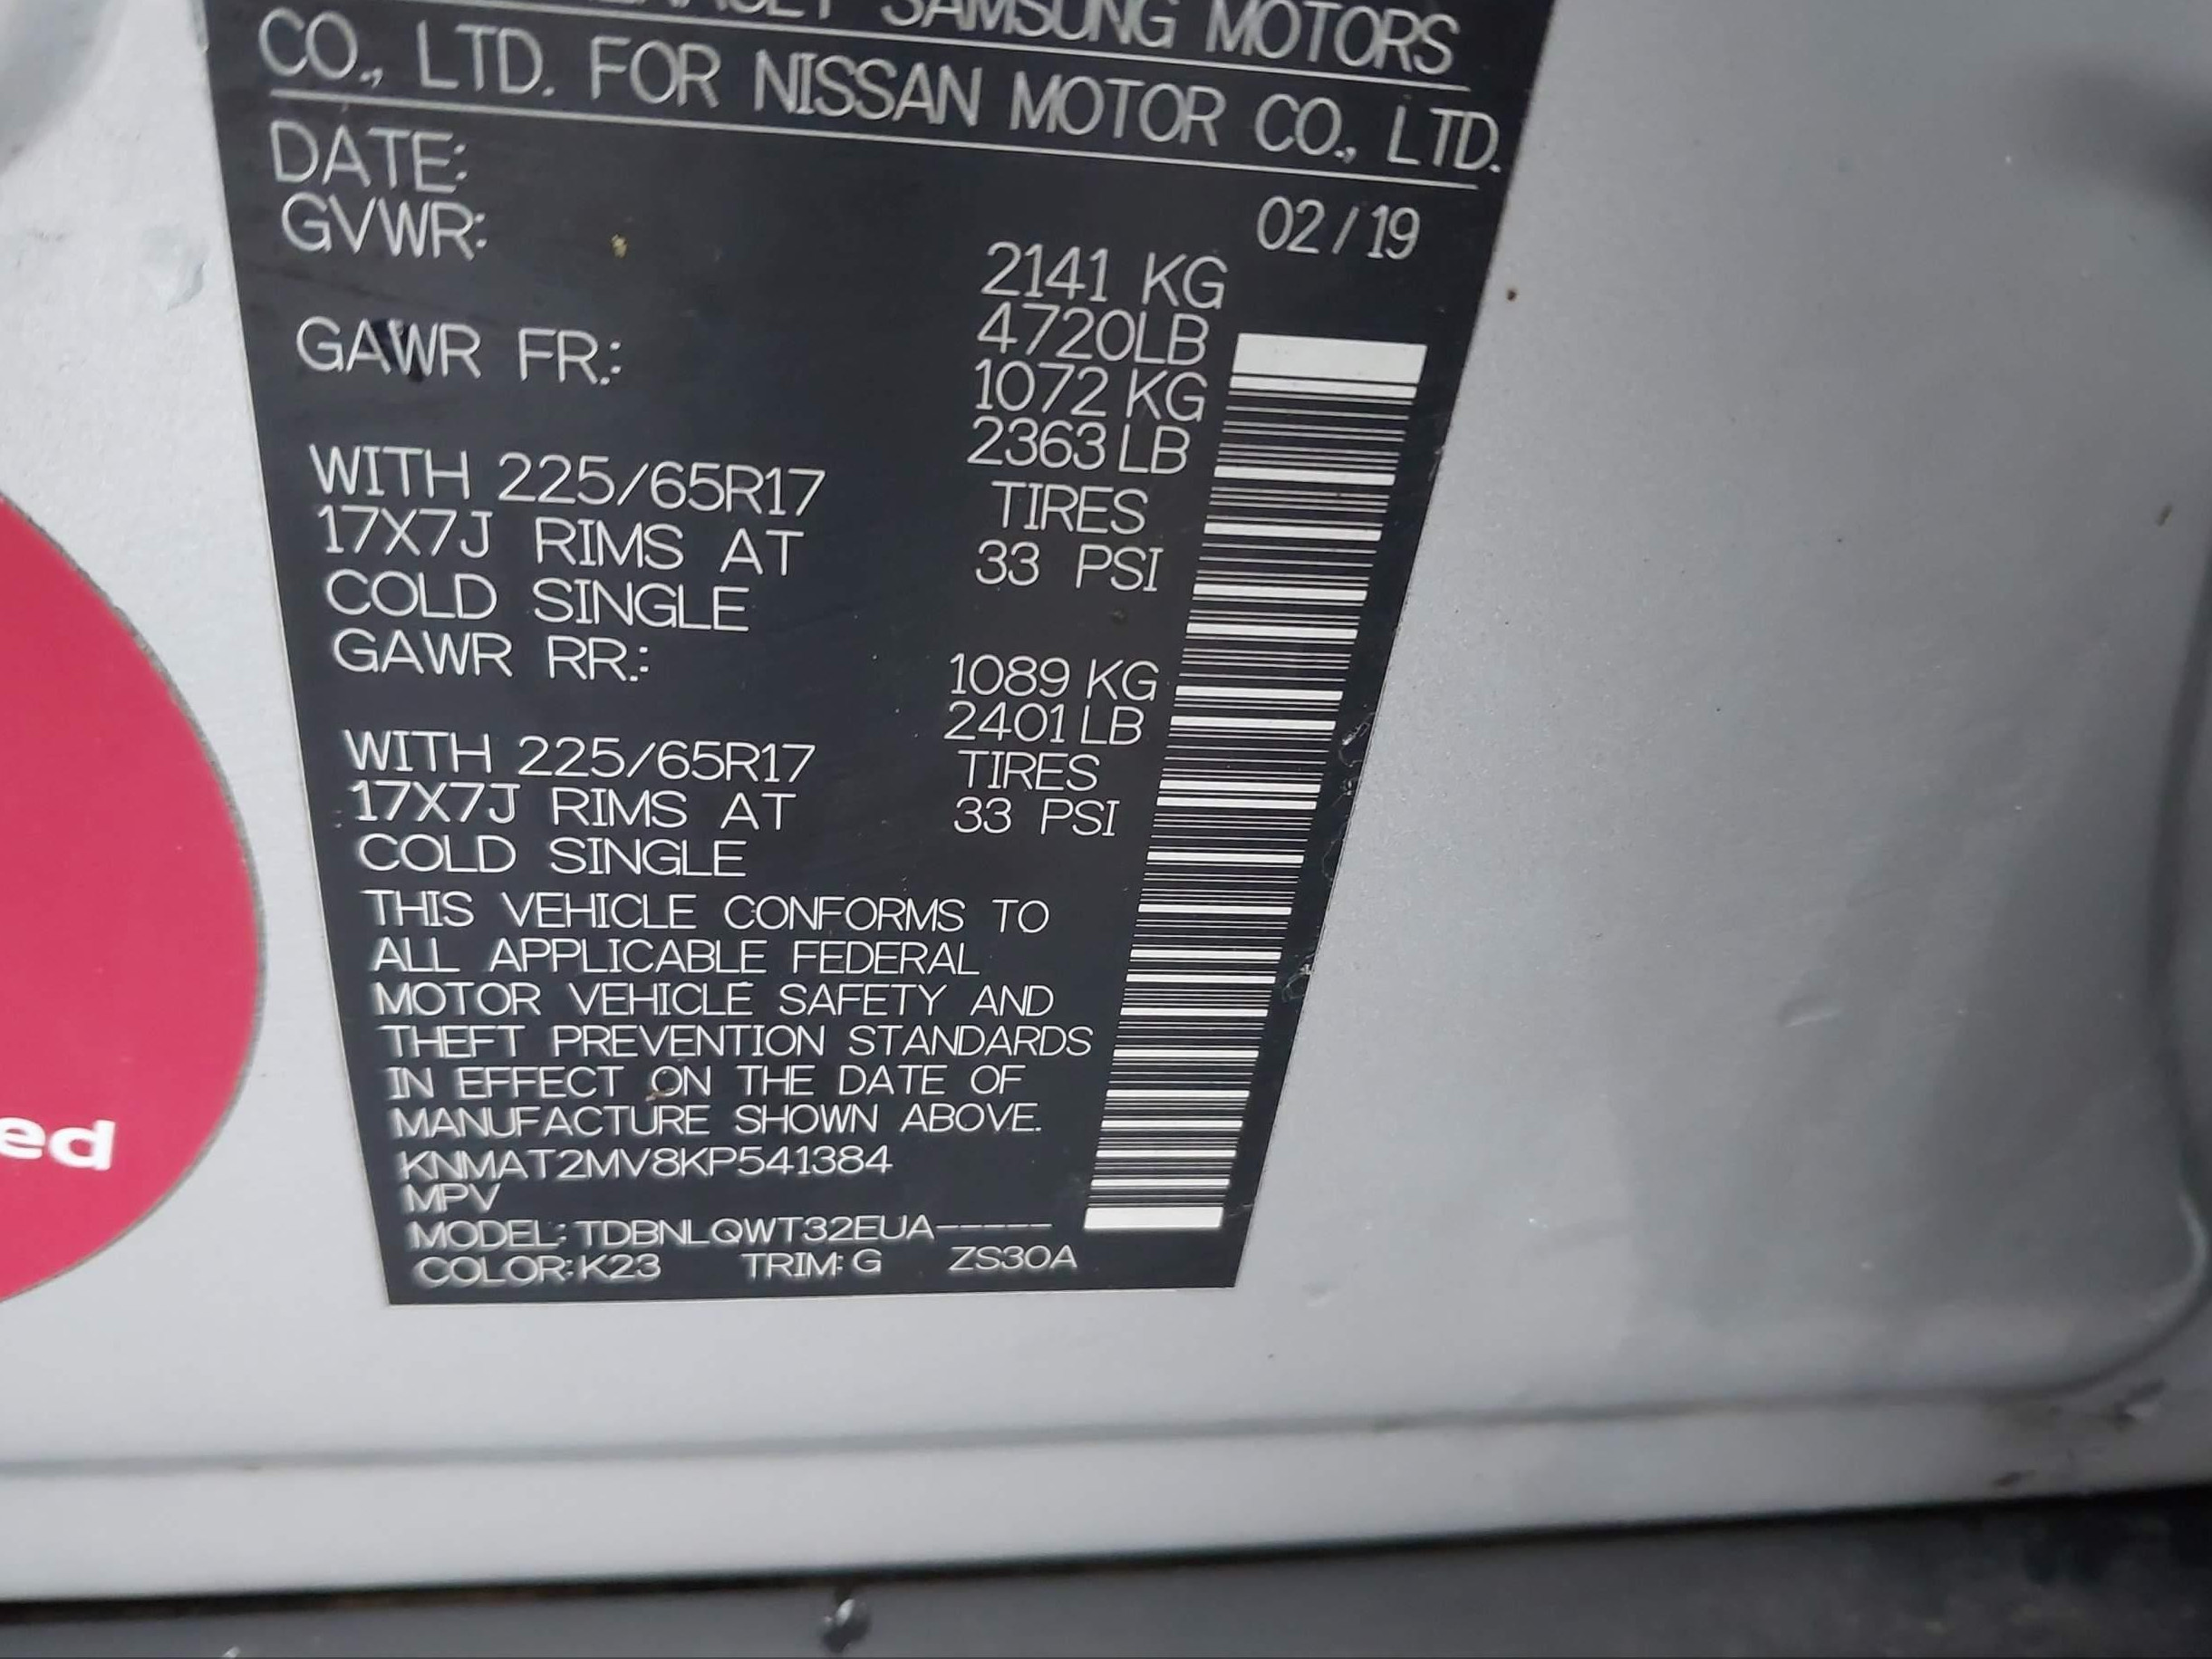 SAMSUNG MOTORS
CO., LTD. FOR NISSAN MOTOR CO., LTD.
DATE: 02/19
GVWR: 2141 KG
4720LB
GAWR FR.: 1072 KG
2363LB
WITH 225/65R17 TIRES
17X7J RIMS AT 33 PSI
COLD SINGLE
GAWR RR.: 1089 KG
2401LB
WITH 225/65R17 TIRES
17X7J RIMS AT 33 PSI
COLD SINGLE
THIS VEHICLE CONFORMS TO
ALL APPLICABLE FEDERAL
MOTOR VEHICLE SAFETY AND
THEFT PREVENTION STANDARDS
IN EFFECT ON THE DATE OF
MANUFACTURE SHOWN ABOVE.
KNMAT2MV8KP541384
MPV
MODEL: TDBNLQWT32EUA-----
COLOR: K23 TRIM: G ZS30A
ed